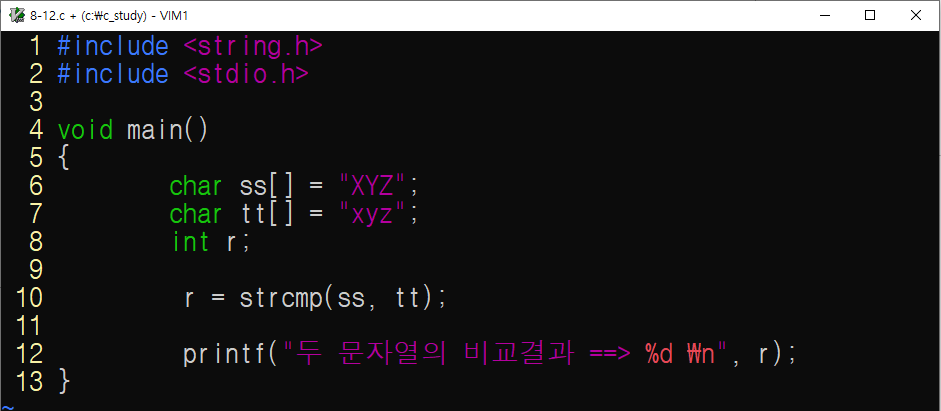 8-12.c + (c:₩c_study) - VIM1
1 #include <string.h>
2 #include <stdio.h>
3
4 void main()
5 {
6 char ss[] = "XYZ";
7 char tt[] = "xyz";
8 int r;
9
10 r = strcmp(ss, tt);
11
12 printf("두 문자열의 비교결과 ==> %d ₩n", r);
13 }
~